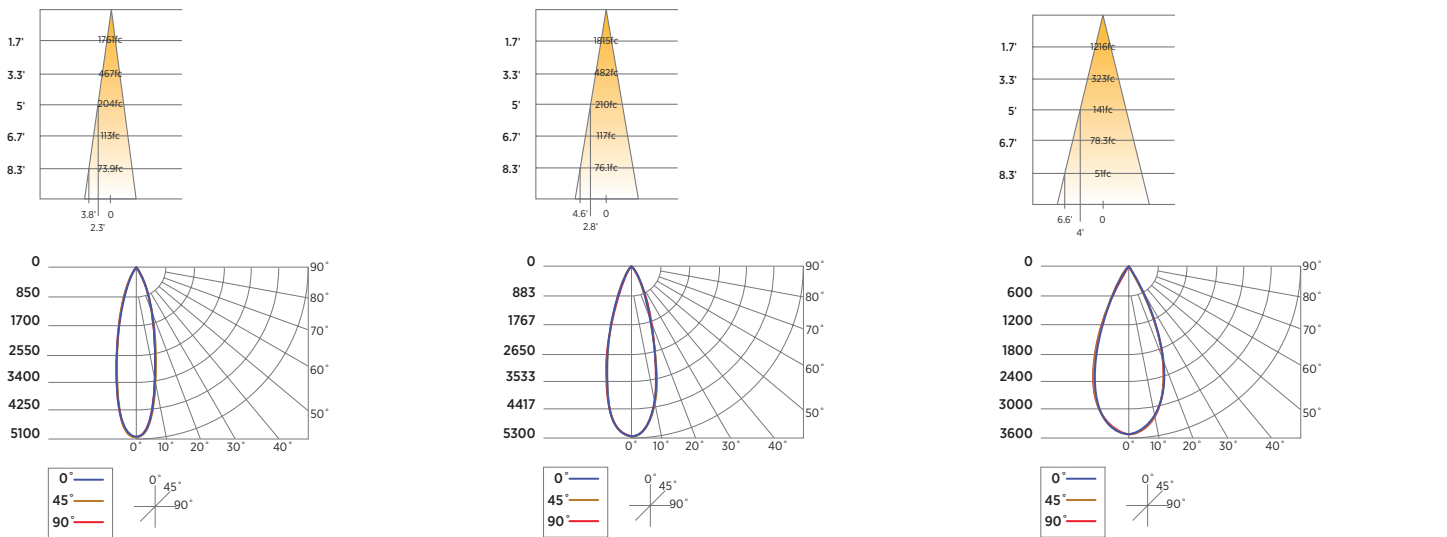 1.7' 1761fc
3.3' 467fc
5' 204fc
6.7' 113fc
8.3' 73.9fc
3.8' 0
2.3'
0 90°
850 80°
1700 70°
2550 60°
3400
4250 50°
5100
0° 10° 20° 30° 40°
0°
45°
90°
0°
45°
90°
1.7' 1815fc
3.3' 482fc
5' 210fc
6.7' 117fc
8.3' 76.1fc
4.6' 0
2.8'
0 90°
883 80°
1767 70°
2650 60°
3533
4417 50°
5300
0° 10° 20° 30° 40°
0°
45°
90°
0°
45°
90°
1.7' 1216fc
3.3' 323fc
5' 141fc
6.7' 78.3fc
8.3' 51fc
6.6' 0
4'
0 90°
600 80°
1200 70°
1800 60°
2400
3000 50°
3600
0° 10° 20° 30° 40°
0°
45°
90°
0°
45°
90°